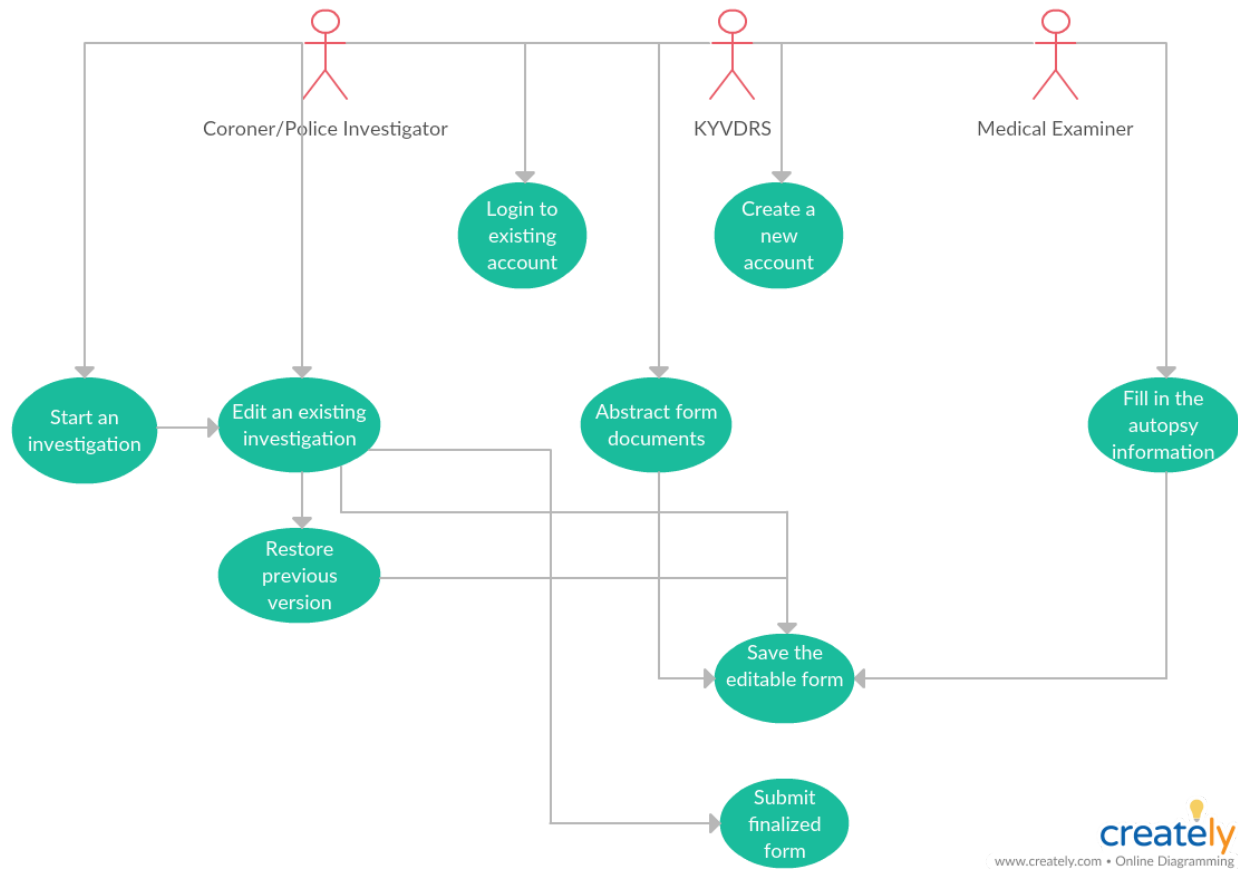 Coroner/Police Investigator
KYVDRS
Medical Examiner
Login to
existing
account
Create a
new
account
Start an
investigation
Edit an existing
investigation
Abstract form
documents
Fill in the
autopsy
information
Restore
previous
version
Save the
editable form
Submit
finalized
form
creately
www.creately.com • Online Diagramming